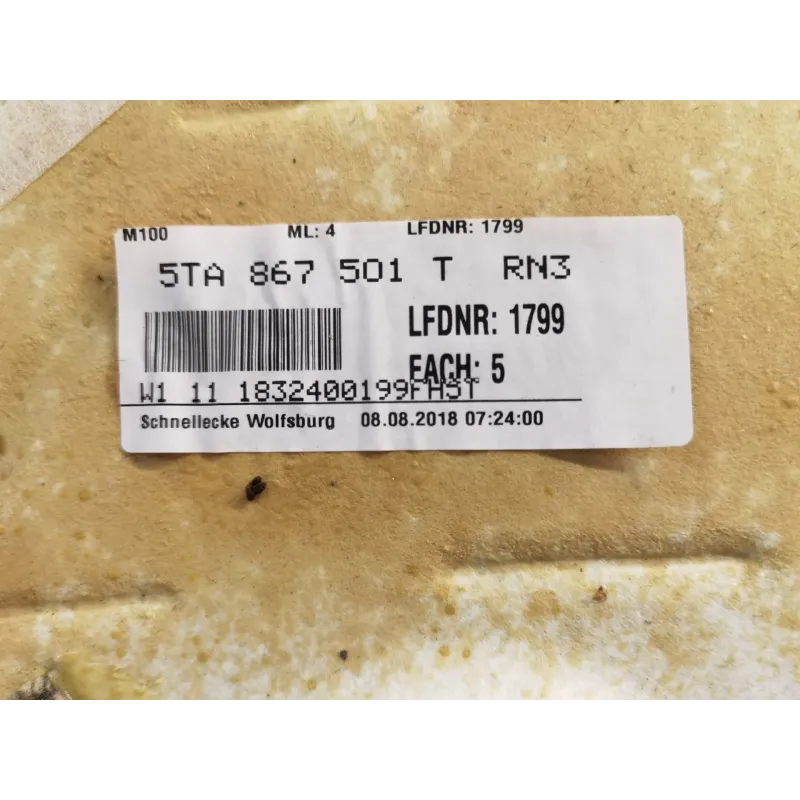 M100 ML: 4 LFDNR: 1799
5TA 867 501 T RN3
LFDNR: 1799
FACH: 5
W1 11 1832400199FHST
Schnellecke Wolfsburg 08.08.2018 07:24:00